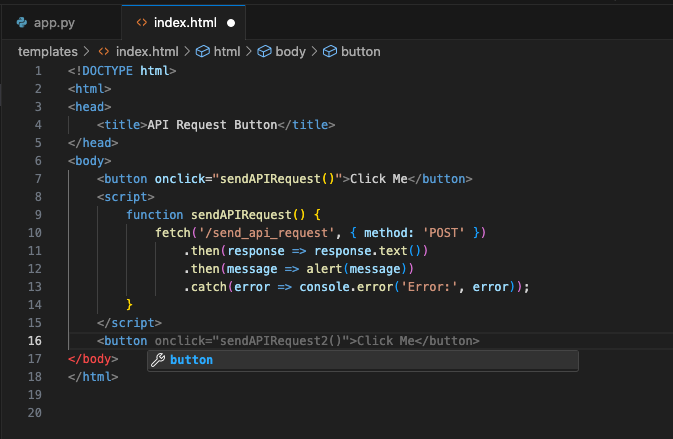 app.py
index.html
templates > index.html > html > body > button
1 <!DOCTYPE html>
2 <html>
3 <head>
4     <title>API Request Button</title>
5 </head>
6 <body>
7     <button onclick="sendAPIRequest()">Click Me</button>
8     <script>
9         function sendAPIRequest() {
10             fetch('/send_api_request', { method: 'POST' })
11                 .then(response => response.text())
12                 .then(message => alert(message))
13                 .catch(error => console.error('Error:', error));
14         }
15     </script>
16     <button onclick="sendAPIRequest2()">Click Me</button>
17 </body>
button
18 </html>
19
20